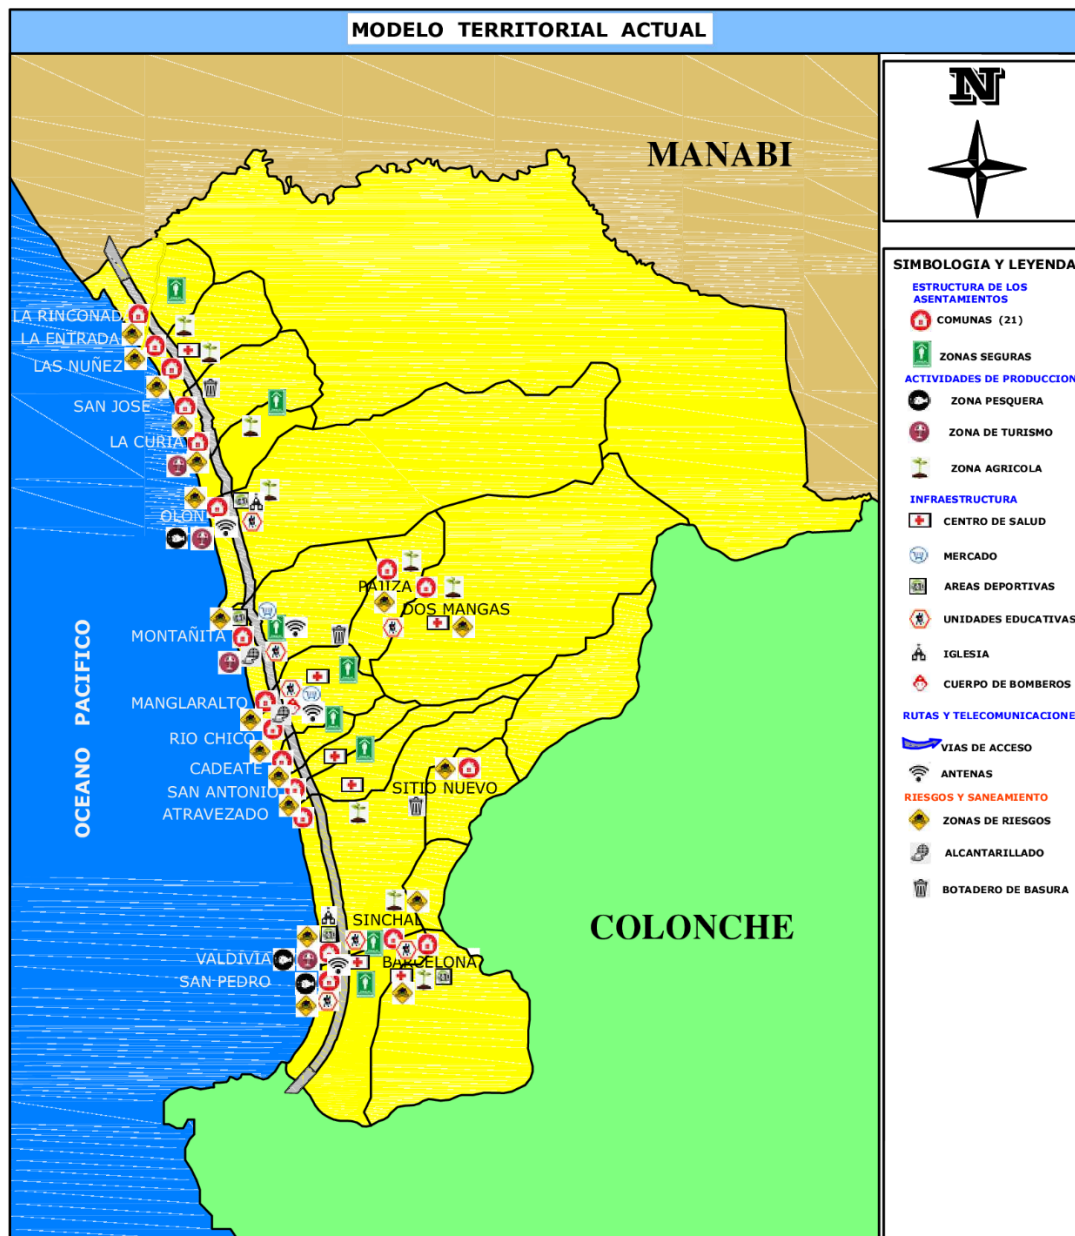 MODELO TERRITORIAL ACTUAL
MANABI
N
SIMBOLOGIA Y LEYENDA
ESTRUCTURA DE LOS
ASENTAMIENTOS
COMUNAS (21)
ZONAS SEGURAS
ACTIVIDADES DE PRODUCCION
ZONA PESQUERA
ZONA DE TURISMO
ZONA AGRICOLA
INFRAESTRUCTURA
CENTRO DE SALUD
MERCADO
AREAS DEPORTIVAS
UNIDADES EDUCATIVAS
IGLESIA
CUERPO DE BOMBEROS
RUTAS Y TELECOMUNICACIONE
VIAS DE ACCESO
ANTENAS
RIESGOS Y SANEAMIENTO
ZONAS DE RIESGOS
ALCANTARILLADO
BOTADERO DE BASURA
LA RINCONAD
LA ENTRADA
LAS NUÑEZ
SAN JOSE
LA CURIA
OLON
PAJIZA
DOS MANGAS
MONTAÑITA
MANGLARALTO
RIO CHICO
CADEATE
SAN ANTONIO
ATRAVEZADO
SITIO NUEVO
OCEANO PACIFICO
SINCHAL
COLONCHE
VALDIVIA
BARCELONA
SAN PEDRO